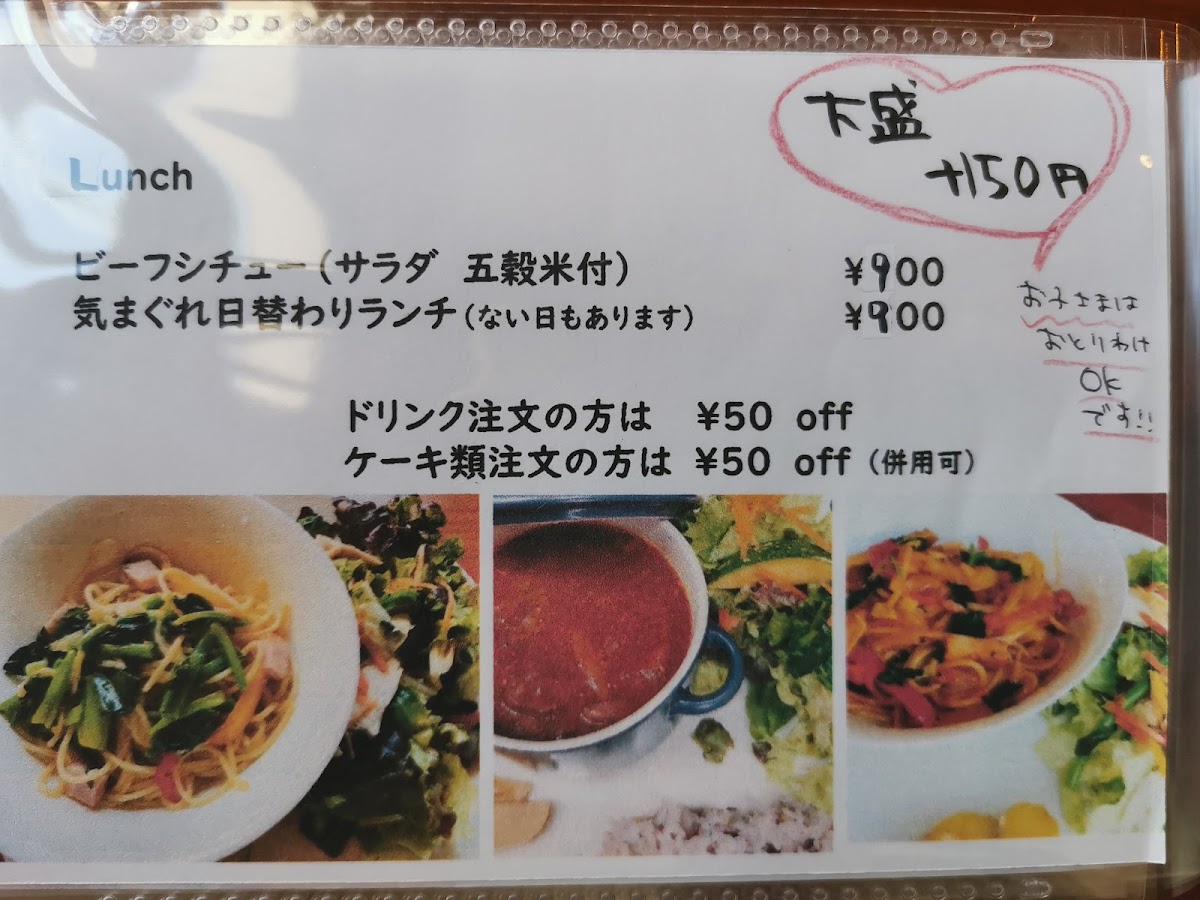 大盛
+150円
Lunch
ビーフシチュー(サラダ 五穀米付) ¥900
気まぐれ日替わりランチ(ない日もあります) ¥900
おこさまは
おとりわけ
OK
です!!
ドリンク注文の方は ¥50 off
ケーキ類注文の方は ¥50 off (併用可)